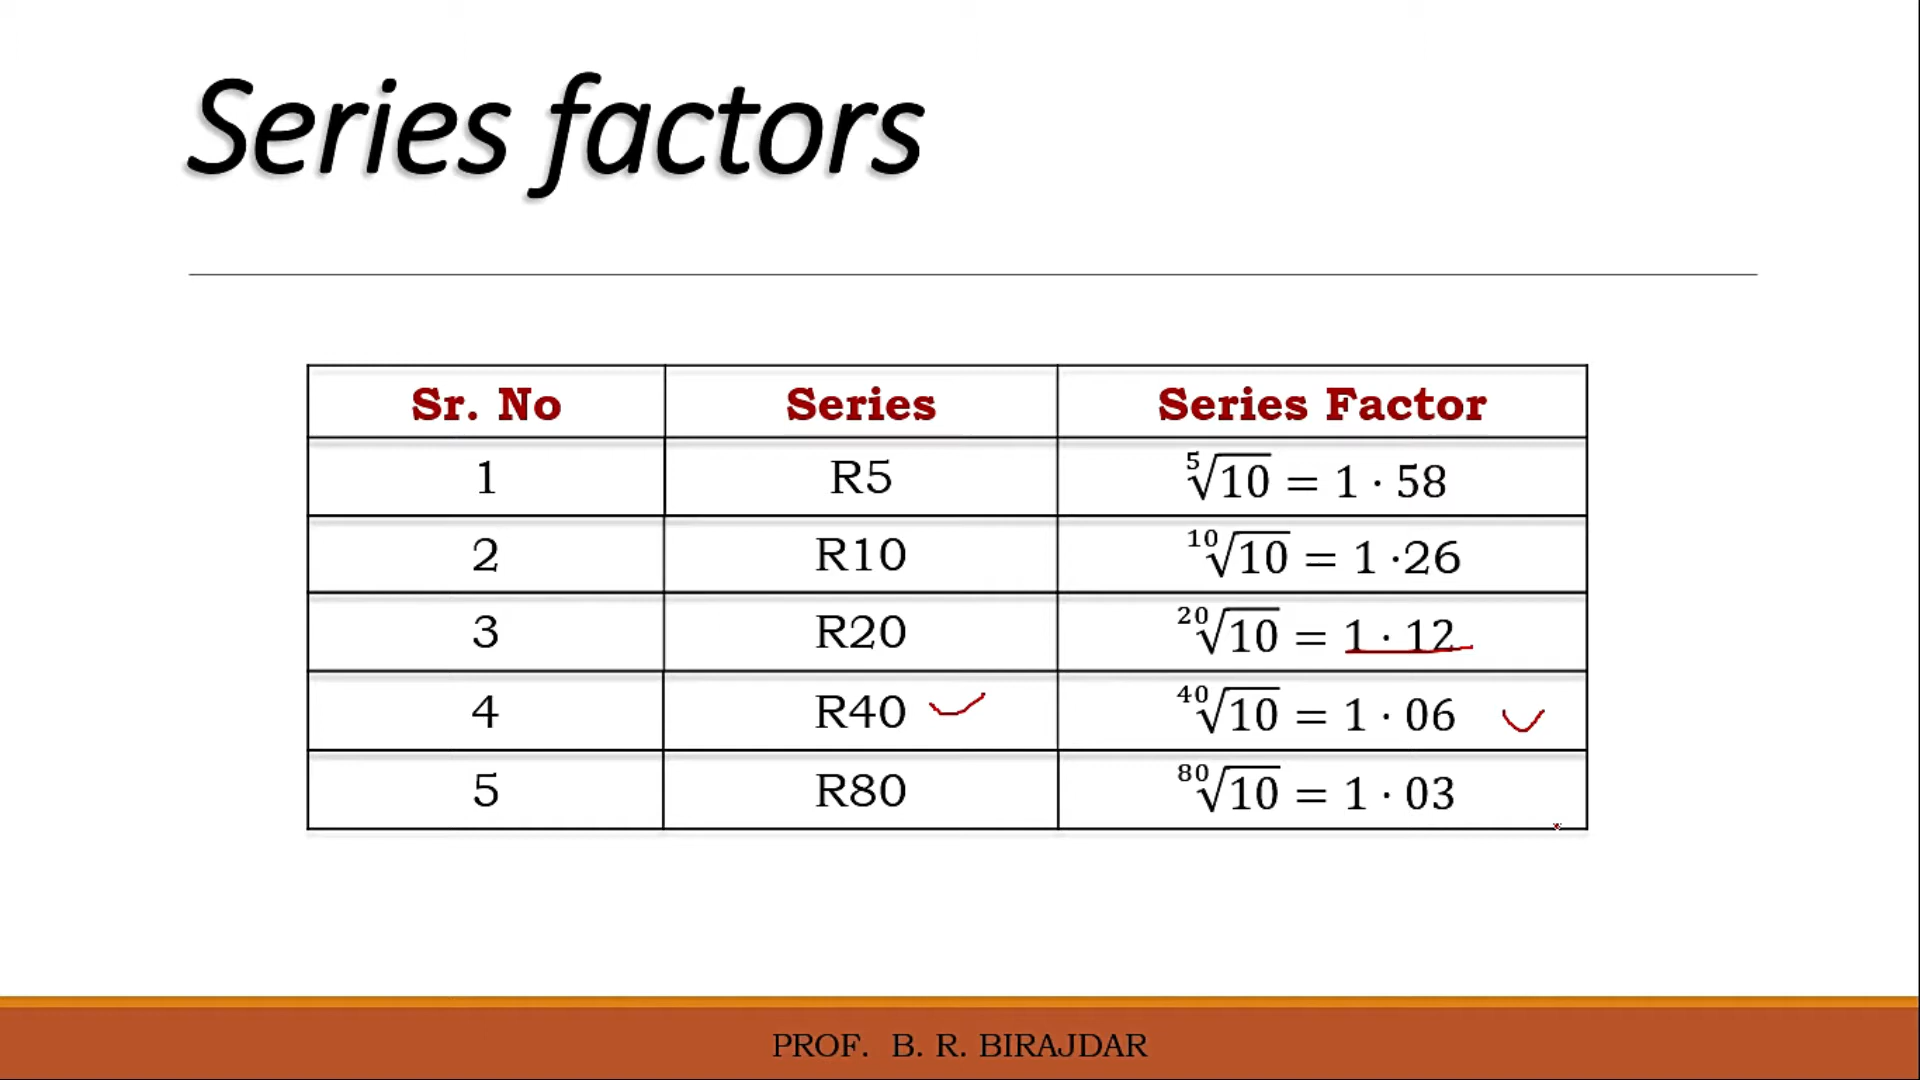 Series factors
Sr. No Series Series Factor
1 R5 ⁵√10 = 1 · 58
2 R10 ¹⁰√10 = 1 ·26
3 R20 ²⁰√10 = 1 · 12
4 R40 ⁴⁰√10 = 1 · 06
5 R80 ⁸⁰√10 = 1 · 03
PROF. B. R. BIRAJDAR